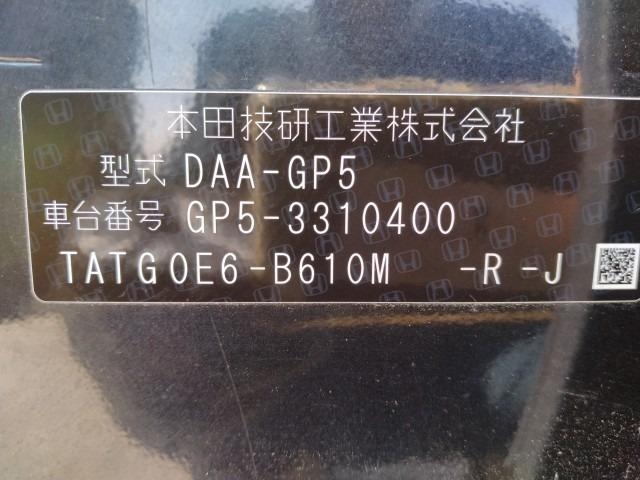 本田技研工業株式会社
型式 DAA-GP5
車台番号 GP5-3310400
TATG0E6-B610M -R -J